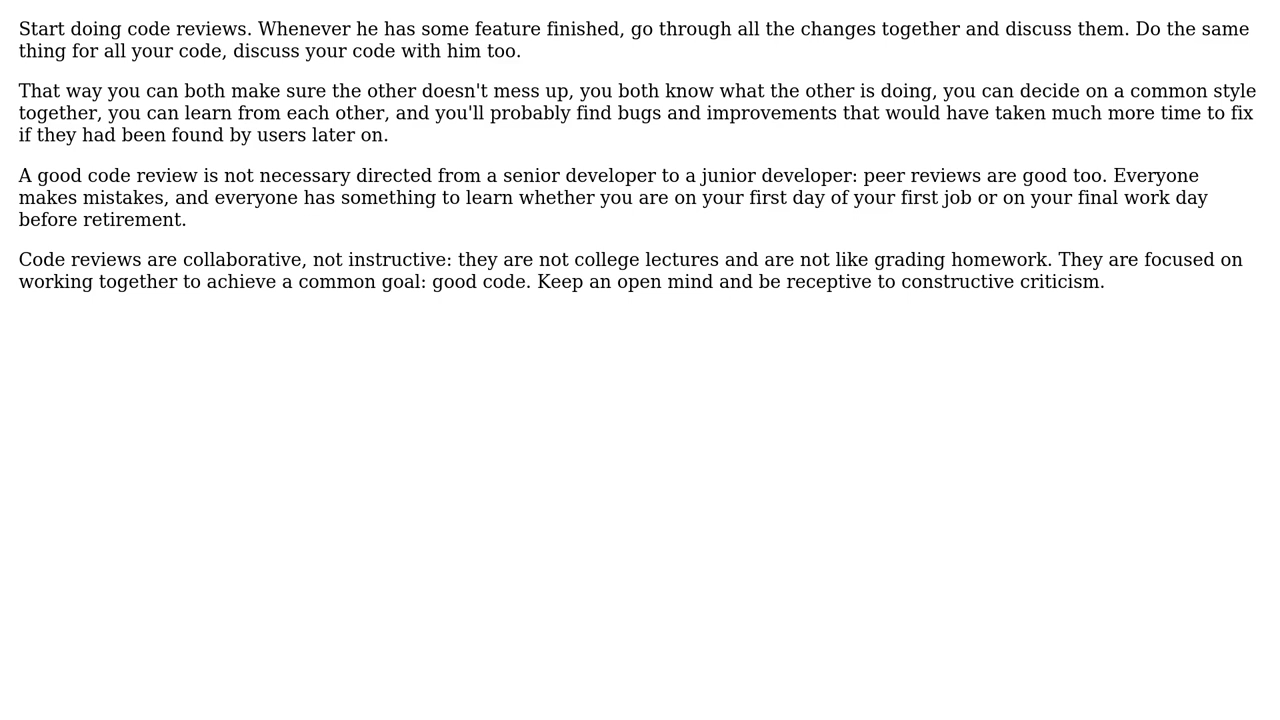 Start doing code reviews. Whenever he has some feature finished, go through all the changes together and discuss them. Do the same
thing for all your code, discuss your code with him too.
That way you can both make sure the other doesn't mess up, you both know what the other is doing, you can decide on a common style
together, you can learn from each other, and you'll probably find bugs and improvements that would have taken much more time to fix
if they had been found by users later on.
A good code review is not necessary directed from a senior developer to a junior developer: peer reviews are good too. Everyone
makes mistakes, and everyone has something to learn whether you are on your first day of your first job or on your final work day
before retirement.
Code reviews are collaborative, not instructive: they are not college lectures and are not like grading homework. They are focused on
working together to achieve a common goal: good code. Keep an open mind and be receptive to constructive criticism.